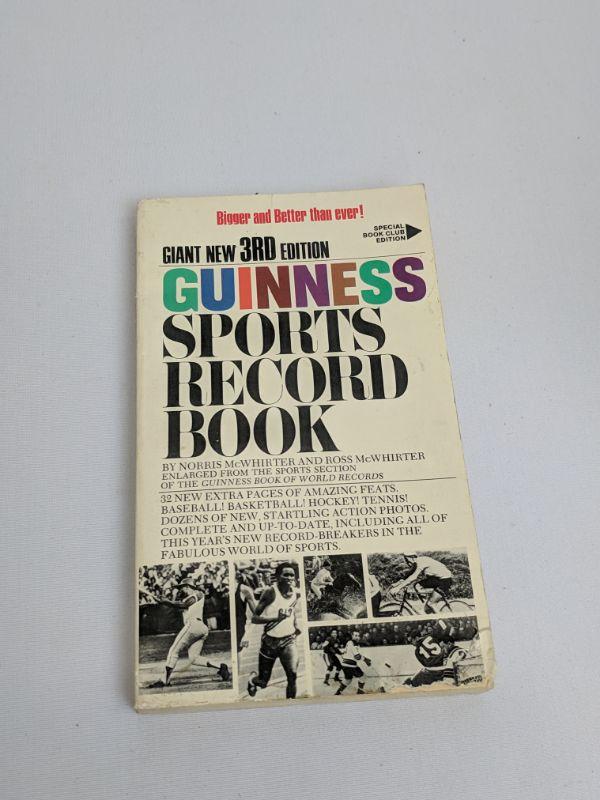 Bigger and Better than ever!
SPECIAL
BOOK CLUB
EDITION
GIANT NEW 3RD EDITION
GUINNESS
SPORTS
RECORD
BOOK
BY NORRIS McWHIRTER AND ROSS McWHIRTER
ENLARGED FROM THE SPORTS SECTION
OF THE GUINNESS BOOK OF WORLD RECORDS
32 NEW EXTRA PAGES OF AMAZING FEATS.
BASEBALL! BASKETBALL! HOCKEY! TENNIS!
DOZENS OF NEW, STARTLING ACTION PHOTOS.
COMPLETE AND UP-TO-DATE, INCLUDING ALL OF
THIS YEAR'S NEW RECORD-BREAKERS IN THE
FABULOUS WORLD OF SPORTS.
15